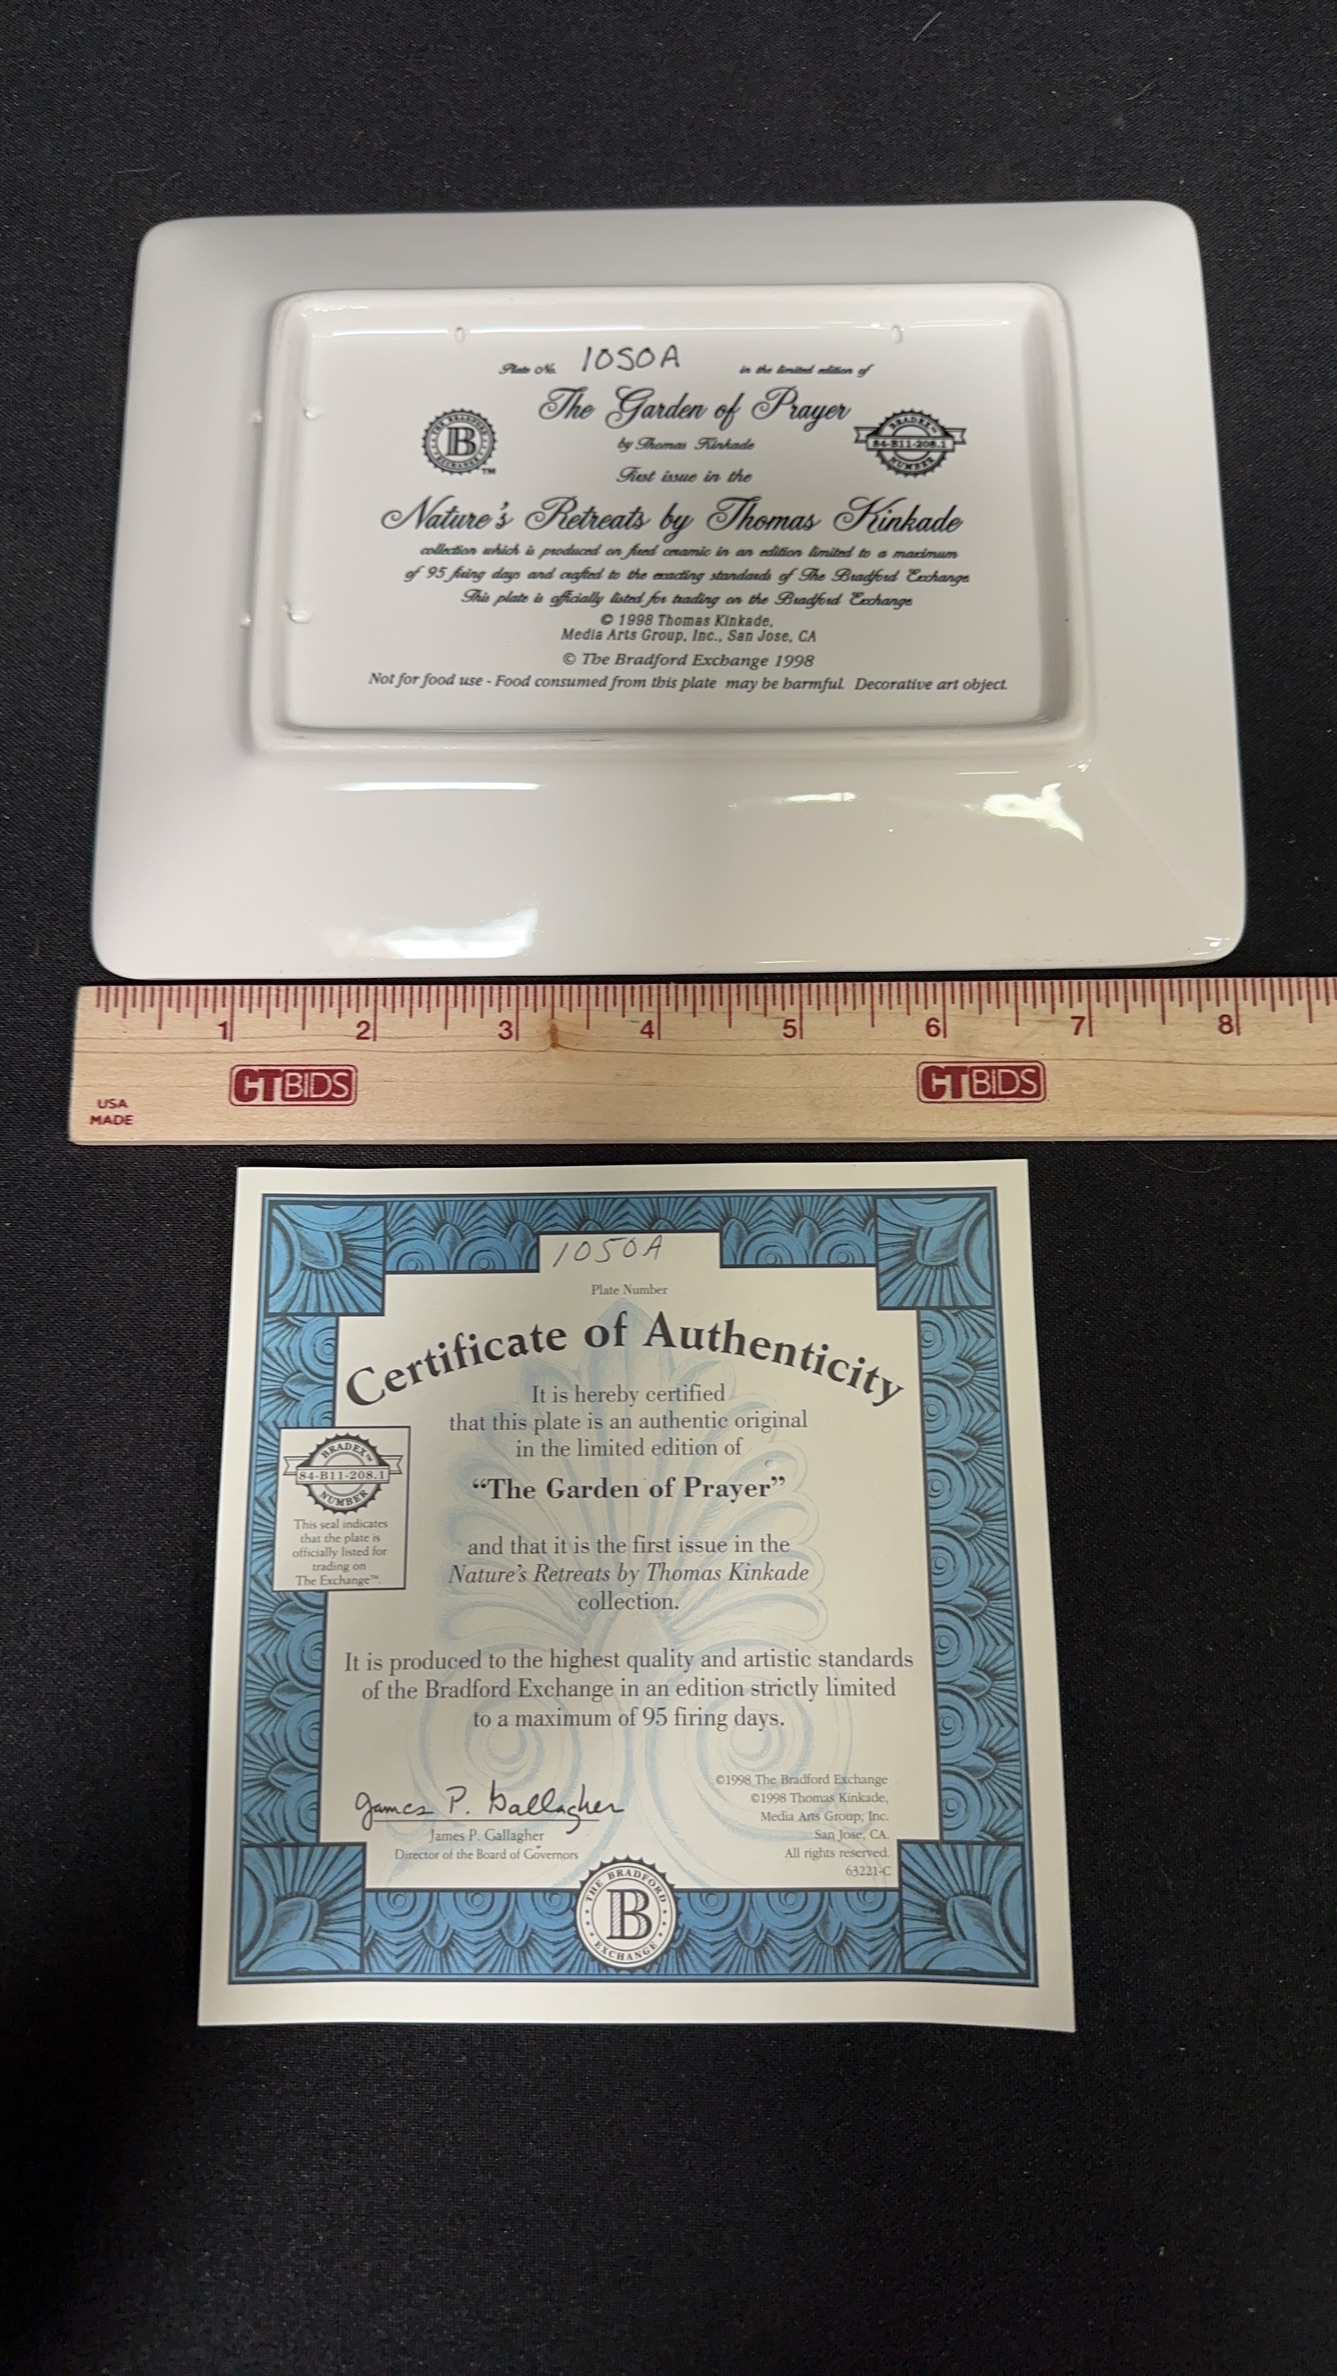 Plate No. 1050A in the limited edition of
The Garden of Prayer
by Thomas Kinkade
THE BRADFORD
B
EXCHANGE
TM
BRADEX™
84-B11-208.1
NUMBER
First issue in the
Nature's Retreats by Thomas Kinkade
collection which is produced on fired ceramic in an edition limited to a maximum
of 95 firing days and crafted to the exacting standards of The Bradford Exchange
This plate is officially listed for trading on the Bradford Exchange
© 1998 Thomas Kinkade,
Media Arts Group, Inc., San Jose, CA
© The Bradford Exchange 1998
Not for food use - Food consumed from this plate may be harmful. Decorative art object.
1 2 3 4 5 6 7 8
CTBIDS CTBIDS
USA
MADE
1050A
Plate Number
Certificate of Authenticity
It is hereby certified
that this plate is an authentic original
in the limited edition of
“The Garden of Prayer”
BRADEX™
84-B11-208.1
NUMBER
This seal indicates
that the plate is
officially listed for
trading on
The Exchange™.
and that it is the first issue in the
Nature's Retreats by Thomas Kinkade
collection.
It is produced to the highest quality and artistic standards
of the Bradford Exchange in an edition strictly limited
to a maximum of 95 firing days.
James P. Gallagher
James P. Gallagher
Director of the Board of Governors
©1998 The Bradford Exchange
©1998 Thomas Kinkade,
Media Arts Group, Inc.
San Jose, CA.
All rights reserved.
63221-C
THE BRADFORD
B
EXCHANGE